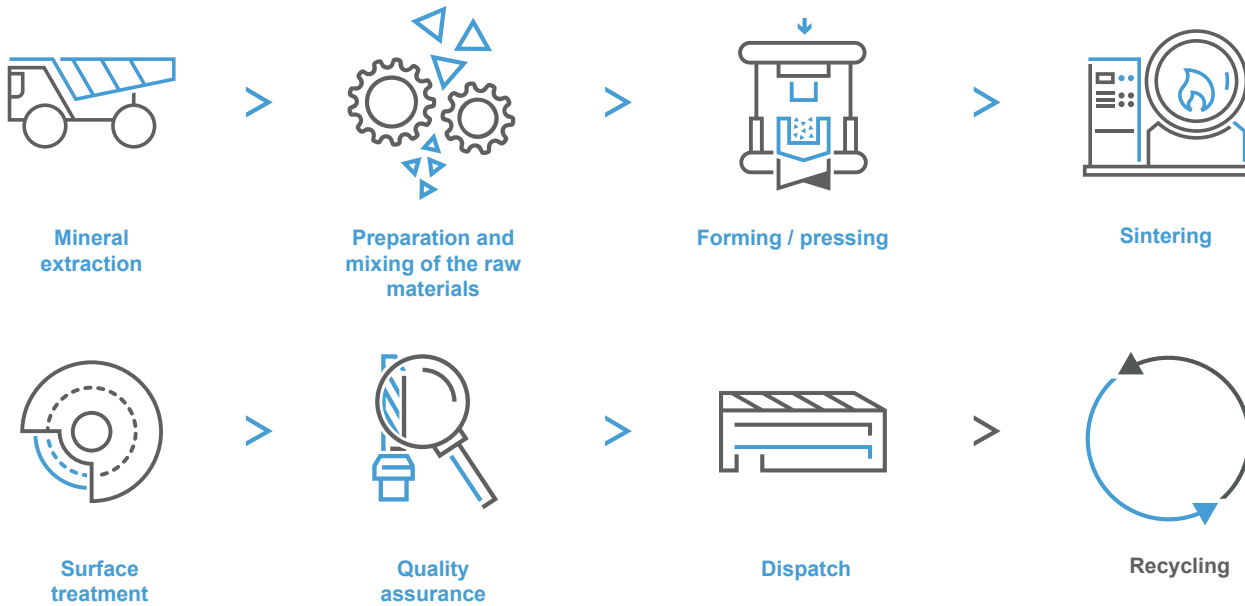 Mineral
extraction
Preparation and
mixing of the raw
materials
Forming / pressing
Sintering
Surface
treatment
Quality
assurance
Dispatch
Recycling